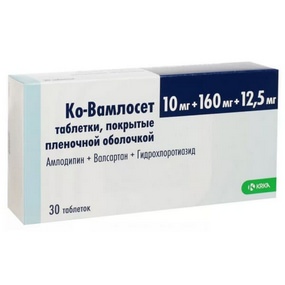 Ко-Вамлосет
10 мг+160 мг+12,5 мг
таблетки, покрытые
пленочной оболочкой
Амлодипин + Валсартан + Гидрохлоротиазид
30 таблеток
KRKA